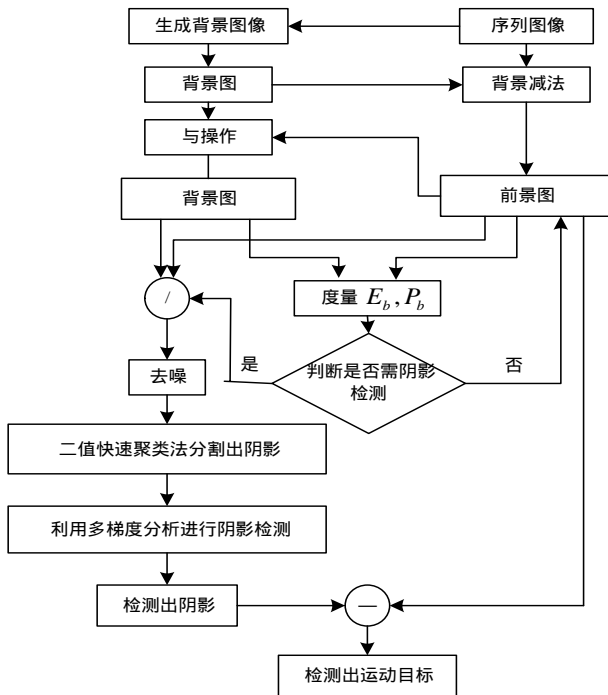 生成背景图像
序列图像
背景图
背景减法
与操作
背景图
前景图
/
度量 E_b, P_b
是
判断是否需阴影
检测
否
去噪
二值快速聚类法分割出阴影
利用多梯度分析进行阴影检测
检测出阴影
—
检测出运动目标